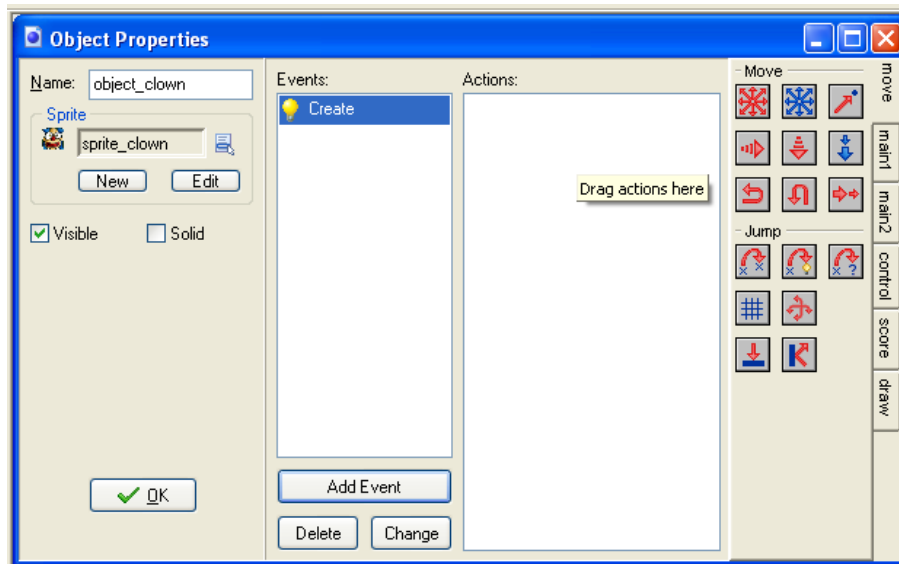 Object Properties
Name: object_clown
Sprite
sprite_clown
New Edit
Visible Solid
OK
Events:
Create
Add Event
Delete Change
Actions:
Drag actions here
Move
Jump
move
main1
main2
control
score
draw